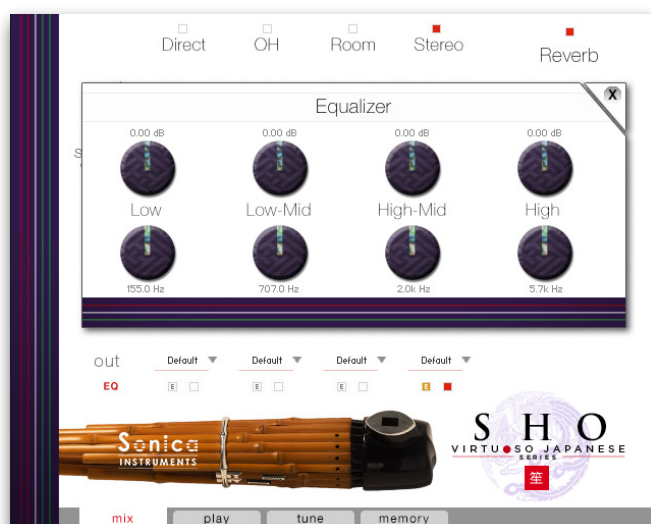 Direct OH Room Stereo Reverb
X
Equalizer
0.00 dB 0.00 dB 0.00 dB 0.00 dB
Low Low-Mid High-Mid High
155.0 Hz 707.0 Hz 2.0k Hz 5.7k Hz
out Default Default Default Default
EQ E E E E
Sonica
INSTRUMENTS
SHO
VIRTUOSO JAPANESE
SERIES
笙
mix play tune memory